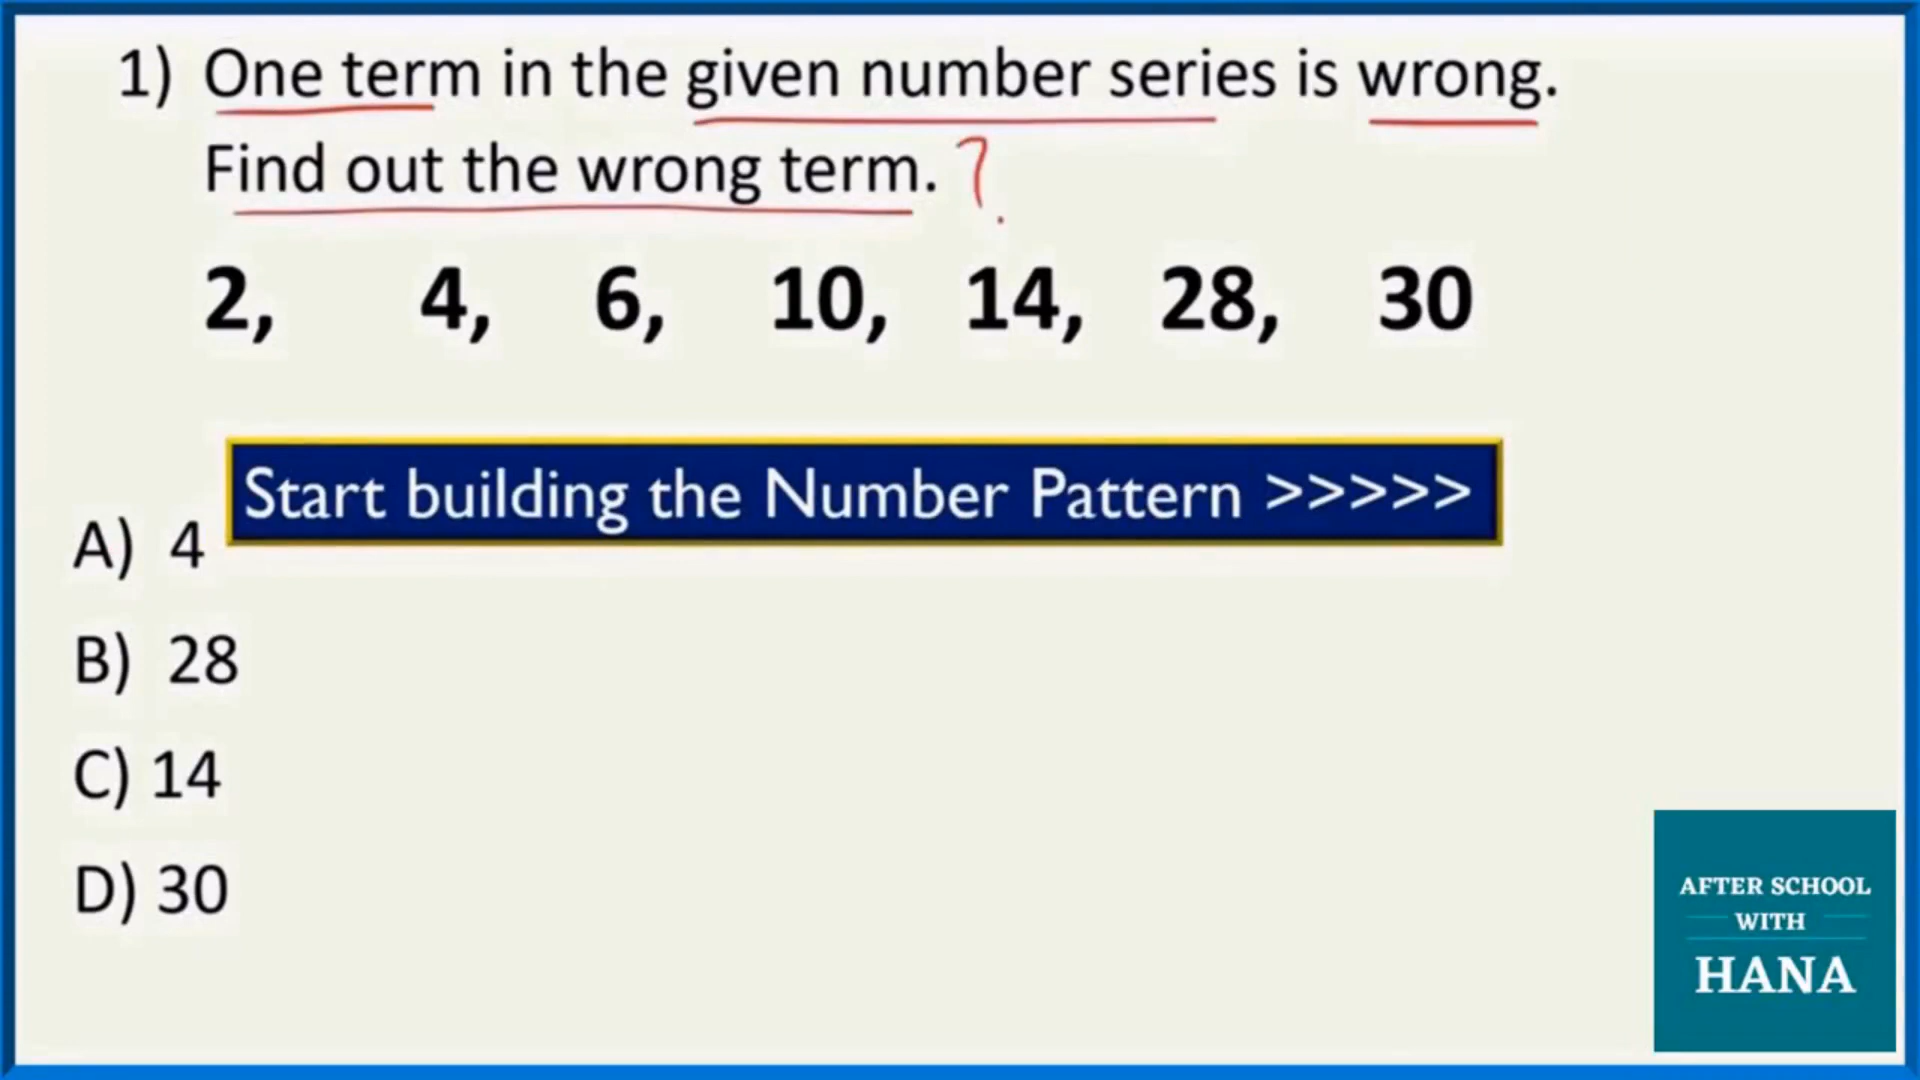 1) One term in the given number series is wrong.
Find out the wrong term. ?
2, 4, 6, 10, 14, 28, 30
Start building the Number Pattern >>>>>
A) 4
B) 28
C) 14
D) 30
AFTER SCHOOL
WITH
HANA